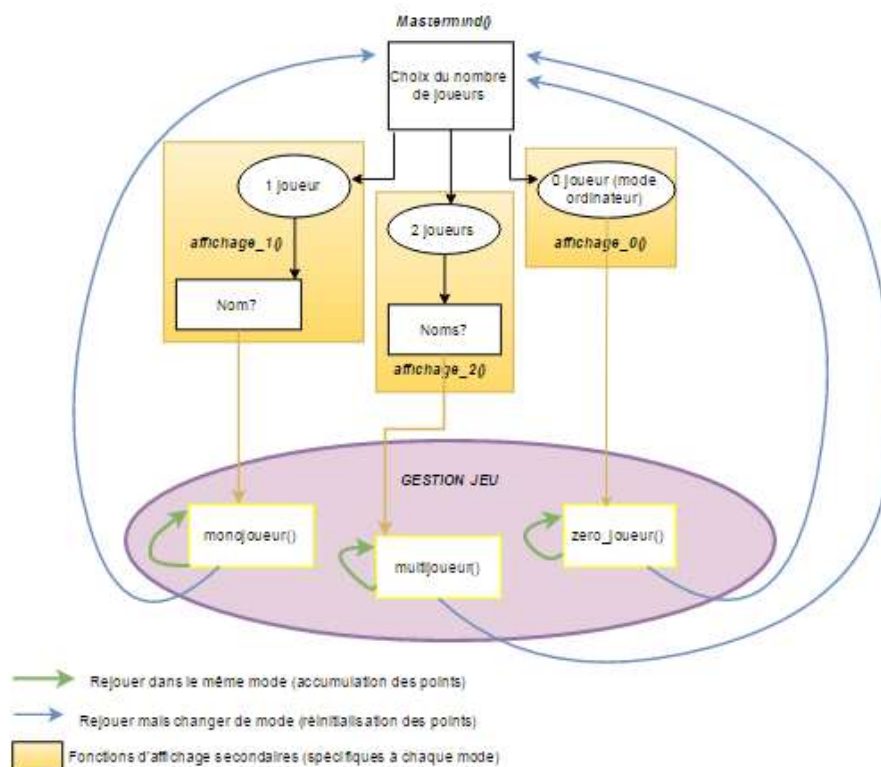 Mastermind()
Choix du nombre
de joueurs
1 joueur
0 joueur (mode
ordinateur)
2 joueurs
affichage_1()
affichage_0()
Nom?
Noms?
affichage_2()
GESTION JEU
monojoueur()
zero_joueur()
multijoueur()
Rejouer dans le même mode (accumulation des points)
Rejouer mais changer de mode (réinitialisation des points)
Fonctions d'affichage secondaires (spécifiques à chaque mode)